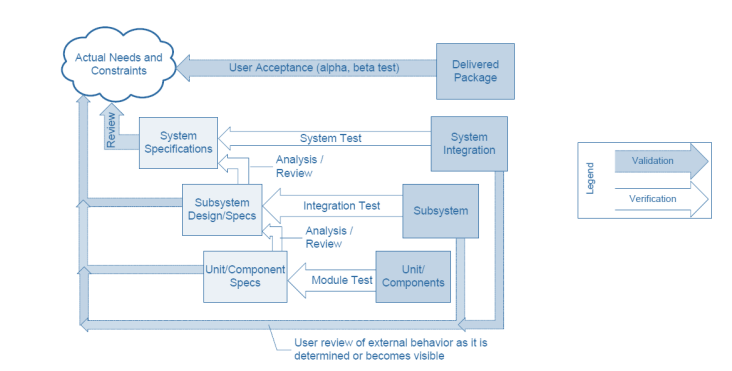 Actual Needs and
Constraints
User Acceptance (alpha, beta test)
Delivered
Package
Review
System
Specifications
System Test
System
Integration
Analysis /
Review
Subsystem
Design/Specs
Integration Test
Subsystem
Analysis /
Review
Unit/Component
Specs
Module Test
Unit/
Components
User review of external behavior as it is
determined or becomes visible
Legend
Validation
Verification